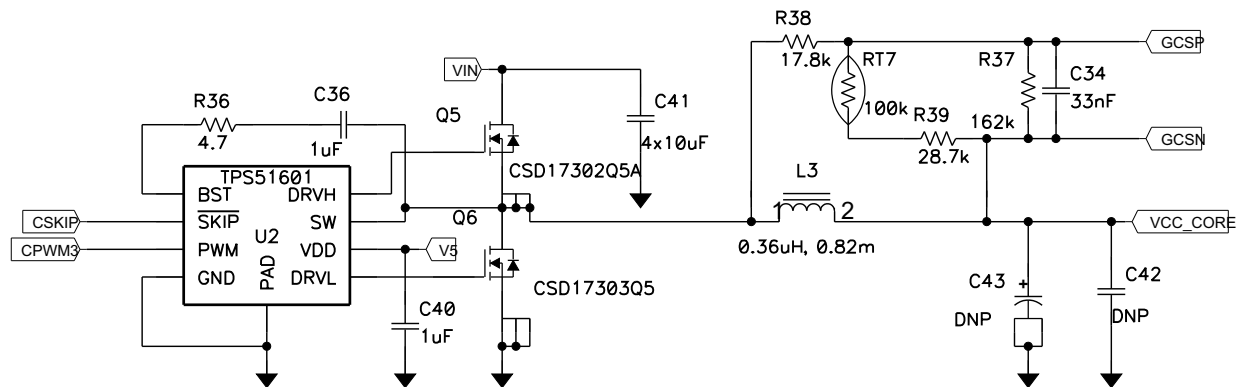 R38
17.8k
RT7
100k
R37
162k
C34
33nF
GCSP
R39
28.7k
GCSN
VIN
C41
4x10uF
R36
4.7
C36
1uF
Q5
CSD17302Q5A
TPS51601
BST
DRVH
SKIP
SW
PWM
U2
VDD
GND
PAD
DRVL
CSKIP
CPWM3
V5
C40
1uF
Q6
CSD17303Q5
L3
1
2
0.36uH, 0.82m
VCC_CORE
C43
+
DNP
C42
DNP